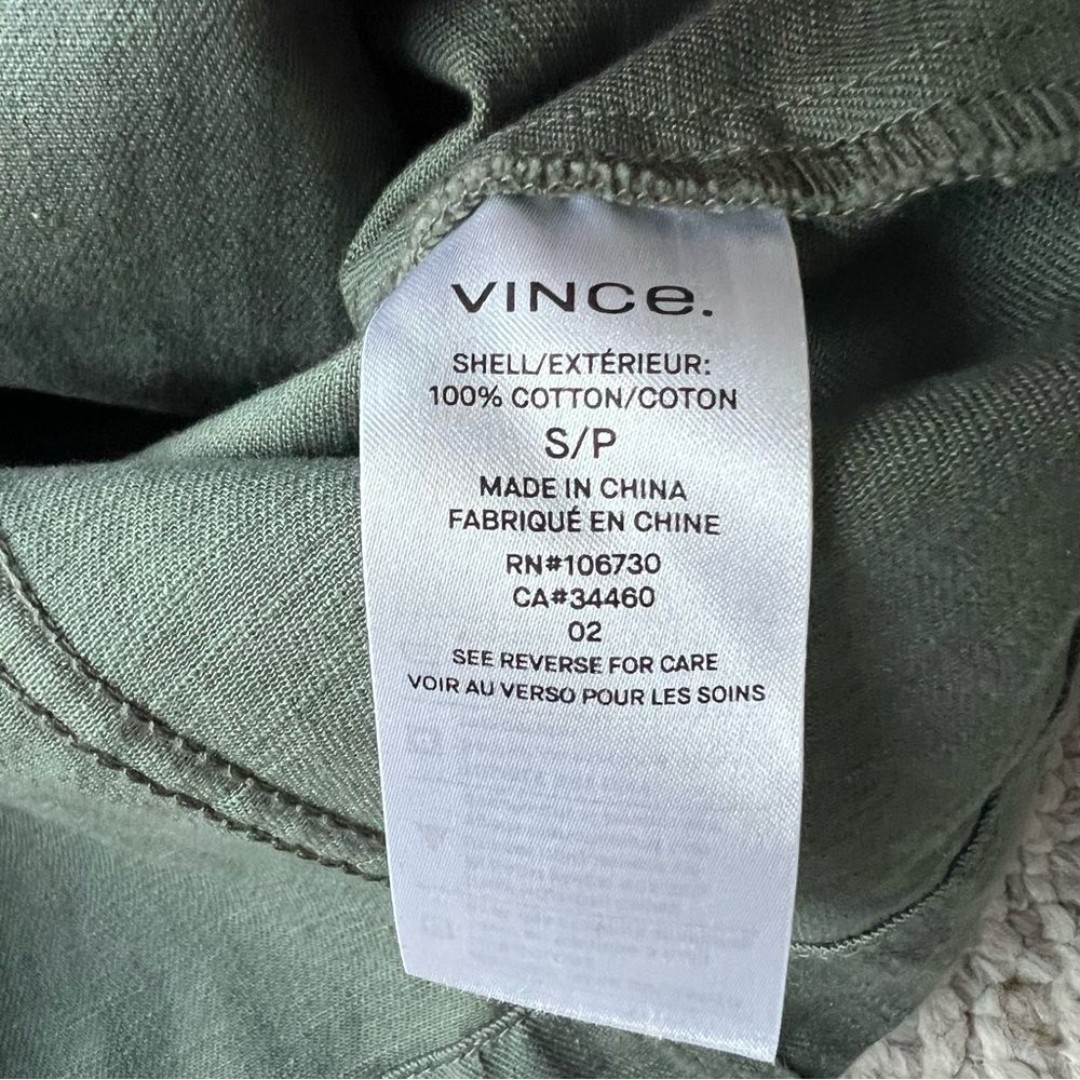 VINCe.
SHELL/EXTÉRIEUR:
100% COTTON/COTON
S/P
MADE IN CHINA
FABRIQUÉ EN CHINE
RN#106730
CA#34460
02
SEE REVERSE FOR CARE
VOIR AU VERSO POUR LES SOINS